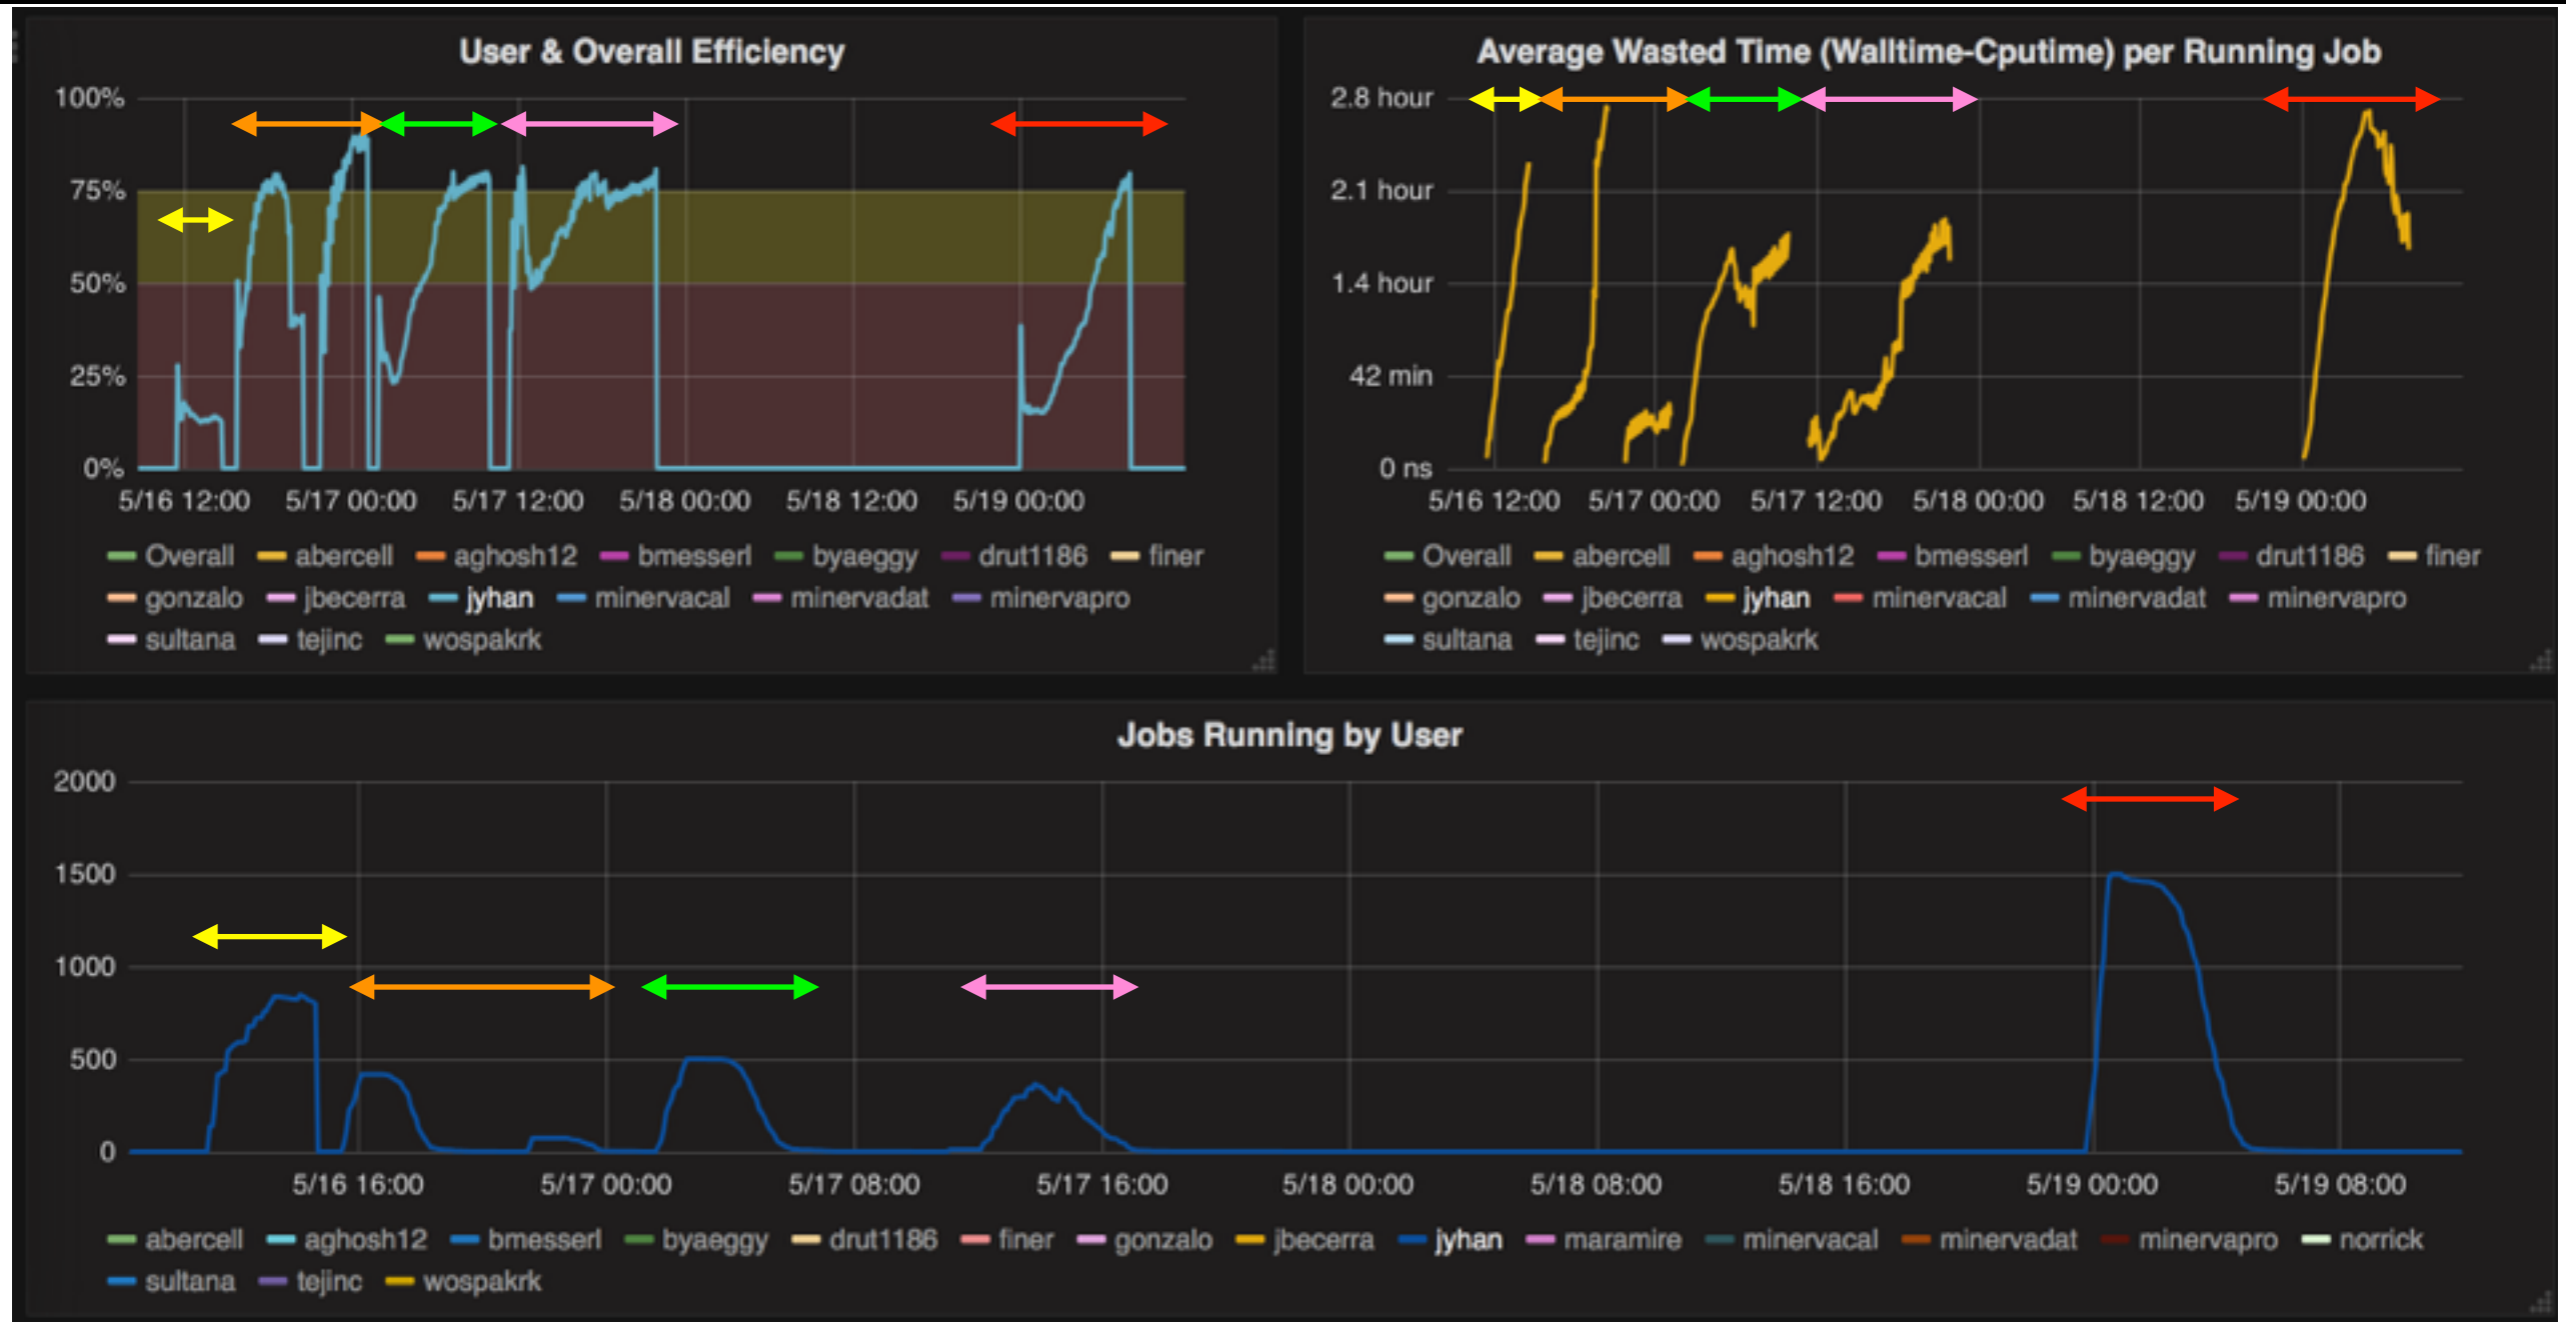 User & Overall Efficiency
100%
75%
50%
25%
0%
5/16 12:00 5/17 00:00 5/17 12:00 5/18 00:00 5/18 12:00 5/19 00:00
Overall abercell aghosh12 bmesserl byaeggy drut1186 finer
gonzalo jbecerra jyhan minervacal minervadat minervapro
sultana tejinc wospakrk
Average Wasted Time (Walltime-Cputime) per Running Job
2.8 hour
2.1 hour
1.4 hour
42 min
0 ns
5/16 12:00 5/17 00:00 5/17 12:00 5/18 00:00 5/18 12:00 5/19 00:00
Overall abercell aghosh12 bmesserl byaeggy drut1186 finer
gonzalo jbecerra jyhan minervacal minervadat minervapro
sultana tejinc wospakrk
Jobs Running by User
2000
1500
1000
500
0
5/16 16:00 5/17 00:00 5/17 08:00 5/17 16:00 5/18 00:00 5/18 08:00 5/18 16:00 5/19 00:00 5/19 08:00
abercell aghosh12 bmesserl byaeggy drut1186 finer gonzalo jbecerra jyhan maramire minervacal minervadat minervapro norrick
sultana tejinc wospakrk